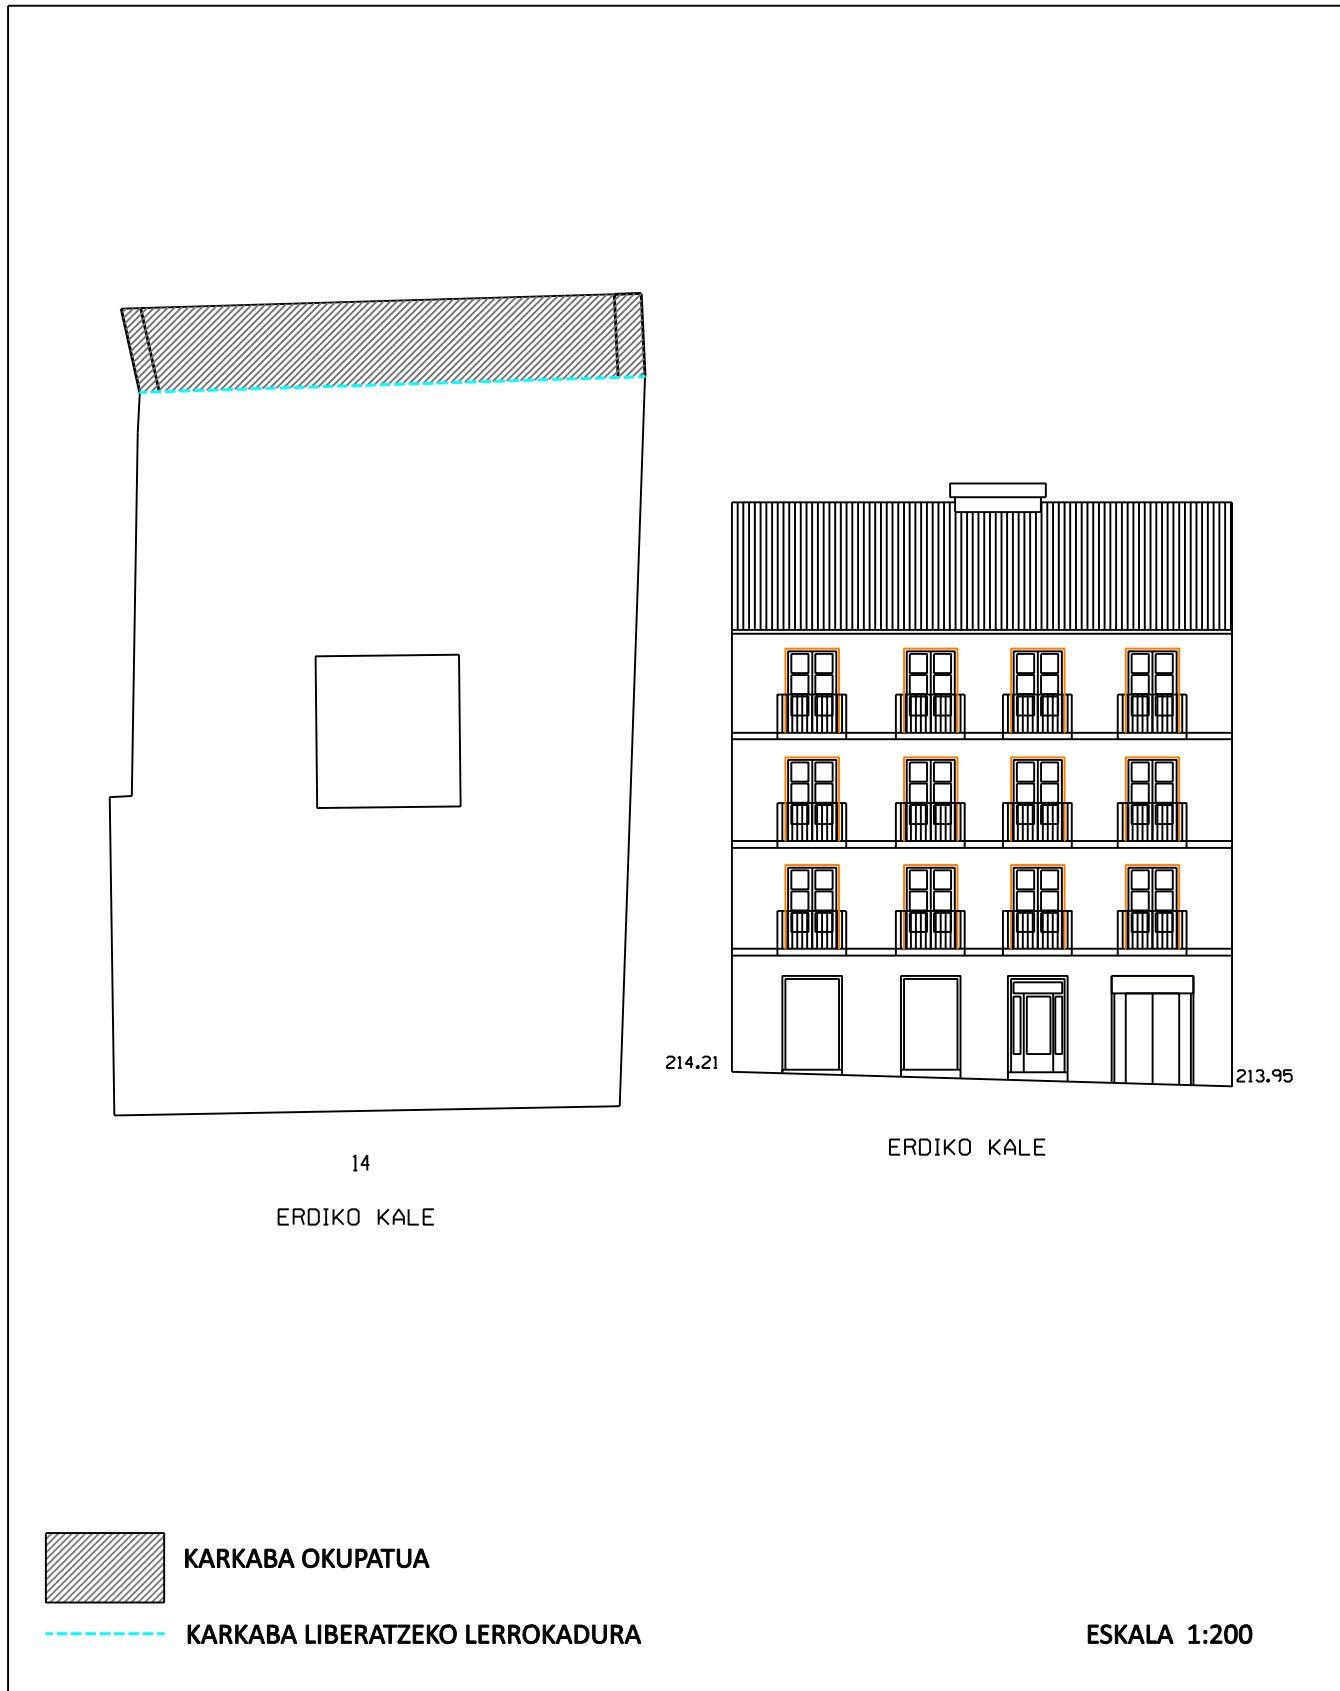 214.21
213.95
ERDIKO KALE
14
ERDIKO KALE
KARKABA OKUPATUA
KARKABA LIBERATZEKO LERROKADURA
ESKALA 1:200